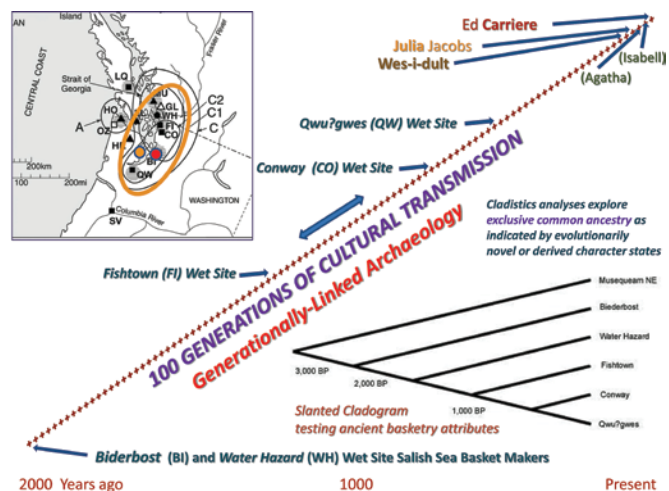 AN
Island
CENTRAL COAST
Fraser River
Strait of
Georgia
LQ
GL
WH
FI
CO
C2
C1
C
HO
A
OZ
BI
QW
200km
200mi
WASHINGTON
Columbia River
SV
Ed Carriere
Julia Jacobs
Wes-i-dult
(Isabell)
(Agatha)
Qwu?gwes (QW) Wet Site
Conway (CO) Wet Site
Fishtown (FI) Wet Site
100 GENERATIONS OF CULTURAL TRANSMISSION
Generationally-Linked Archaeology
Cladistics analyses explore
exclusive common ancestry as
indicated by evolutionarily
novel or derived character
states
Musequeam NE
Biederbost
Water Hazard
Fishtown
Conway
Qwu?gwes
3,000 BP
2,000 BP
1,000 BP
Slanted Cladogram
testing ancient basketry attributes
Biderbost (BI) and Water Hazard (WH) Wet Site Salish Sea Basket Makers
2000 Years ago
1000
Present